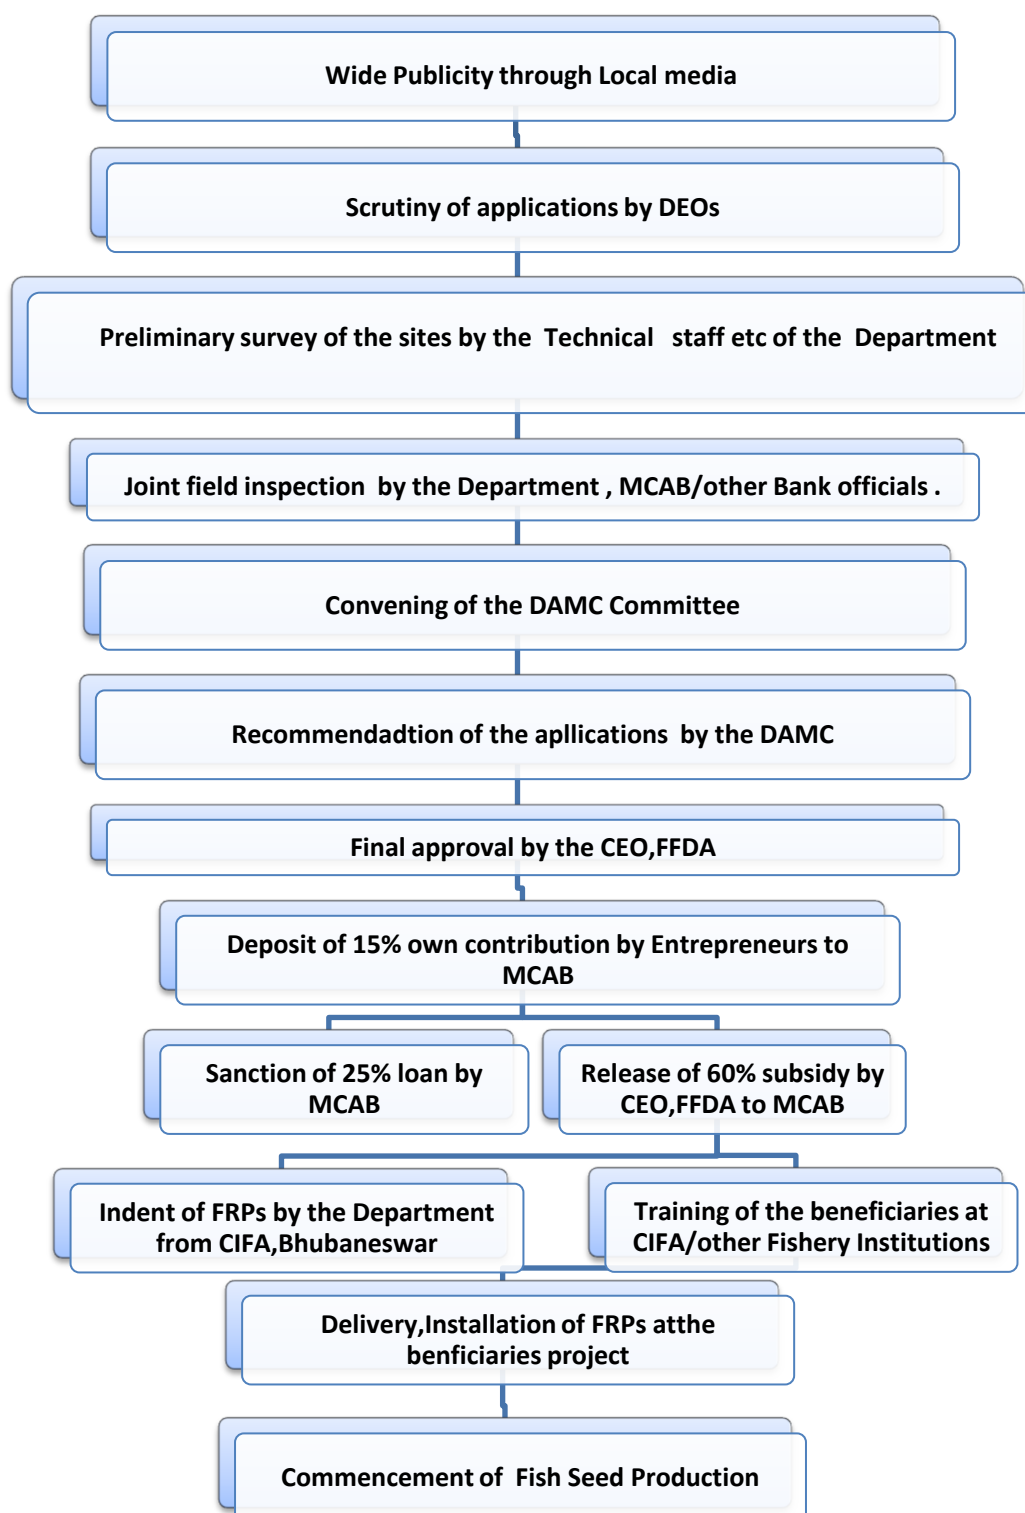 Wide Publicity through Local media
Scrutiny of applications by DEOs
Preliminary survey of the sites by the Technical staff etc of the Department
Joint field inspection by the Department , MCAB/other Bank officials .
Convening of the DAMC Committee
Recommendadtion of the apllications by the DAMC
Final approval by the CEO,FFDA
Deposit of 15% own contribution by Entrepreneurs to
MCAB
Sanction of 25% loan by
MCAB
Release of 60% subsidy by
CEO,FFDA to MCAB
Indent of FRPs by the Department
from CIFA,Bhubaneswar
Training of the beneficiaries at
CIFA/other Fishery Institutions
Delivery,Installation of FRPs atthe
benficiaries project
Commencement of Fish Seed Production